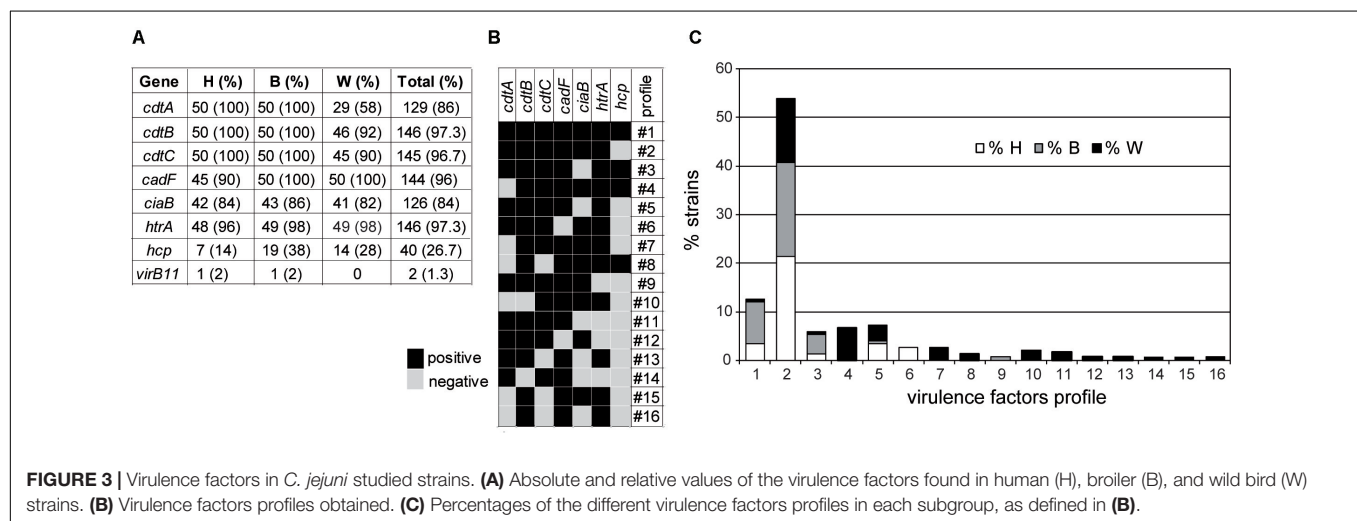 A
Gene H (%) B (%) W (%) Total (%)
cdtA 50 (100) 50 (100) 29 (58) 129 (86)
cdtB 50 (100) 50 (100) 46 (92) 146 (97.3)
cdtC 50 (100) 50 (100) 45 (90) 145 (96.7)
cadF 45 (90) 50 (100) 50 (100) 144 (96)
ciaB 42 (84) 43 (86) 41 (82) 126 (84)
htrA 48 (96) 49 (98) 49 (98) 146 (97.3)
hcp 7 (14) 19 (38) 14 (28) 40 (26.7)
virB11 1 (2) 1 (2) 0 2 (1.3)
positive
negative
B
cdtA cdtB cdtC cadF ciaB htrA hcp profile
#1
#2
#3
#4
#5
#6
#7
#8
#9
#10
#11
#12
#13
#14
#15
#16
C
60
50
40
30
20
10
0
% strains
% H % B % W
1 2 3 4 5 6 7 8 9 10 11 12 13 14 15 16
virulence factors profile
FIGURE 3 | Virulence factors in C. jejuni studied strains. (A) Absolute and relative values of the virulence factors found in human (H), broiler (B), and wild bird (W)
strains. (B) Virulence factors profiles obtained. (C) Percentages of the different virulence factors profiles in each subgroup, as defined in (B).